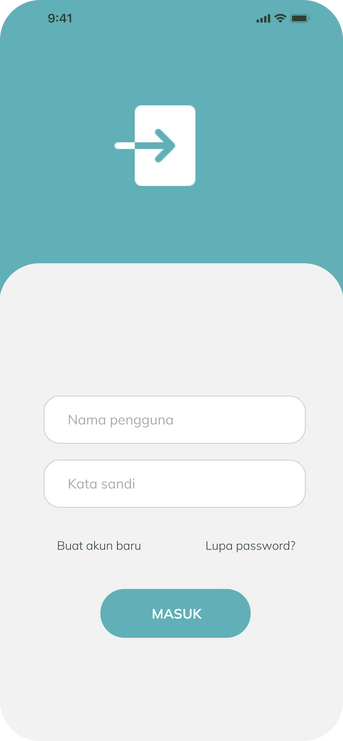 9:41
Nama pengguna
Kata sandi
Buat akun baru
Lupa password?
MASUK